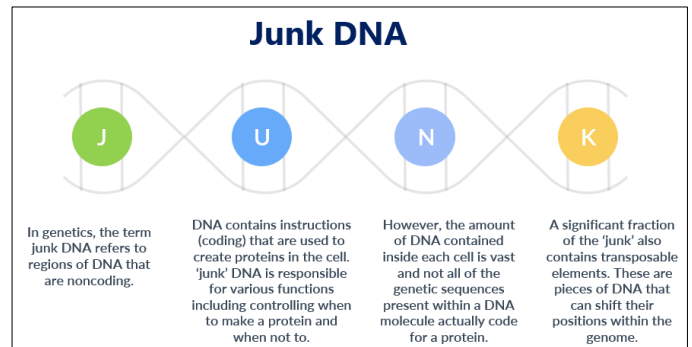 Junk DNA
J
U
N
K
In genetics, the term
junk DNA refers to
regions of DNA that
are noncoding.
DNA contains instructions
(coding) that are used to
create proteins in the cell.
'junk' DNA is responsible
for various functions
including controlling when
to make a protein and
when not to.
However, the amount
of DNA contained
inside each cell is vast
and not all of the
genetic sequences
present within a DNA
molecule actually code
for a protein.
A significant fraction
of the 'junk' also
contains transposable
elements. These are
pieces of DNA that
can shift their
positions within the
genome.